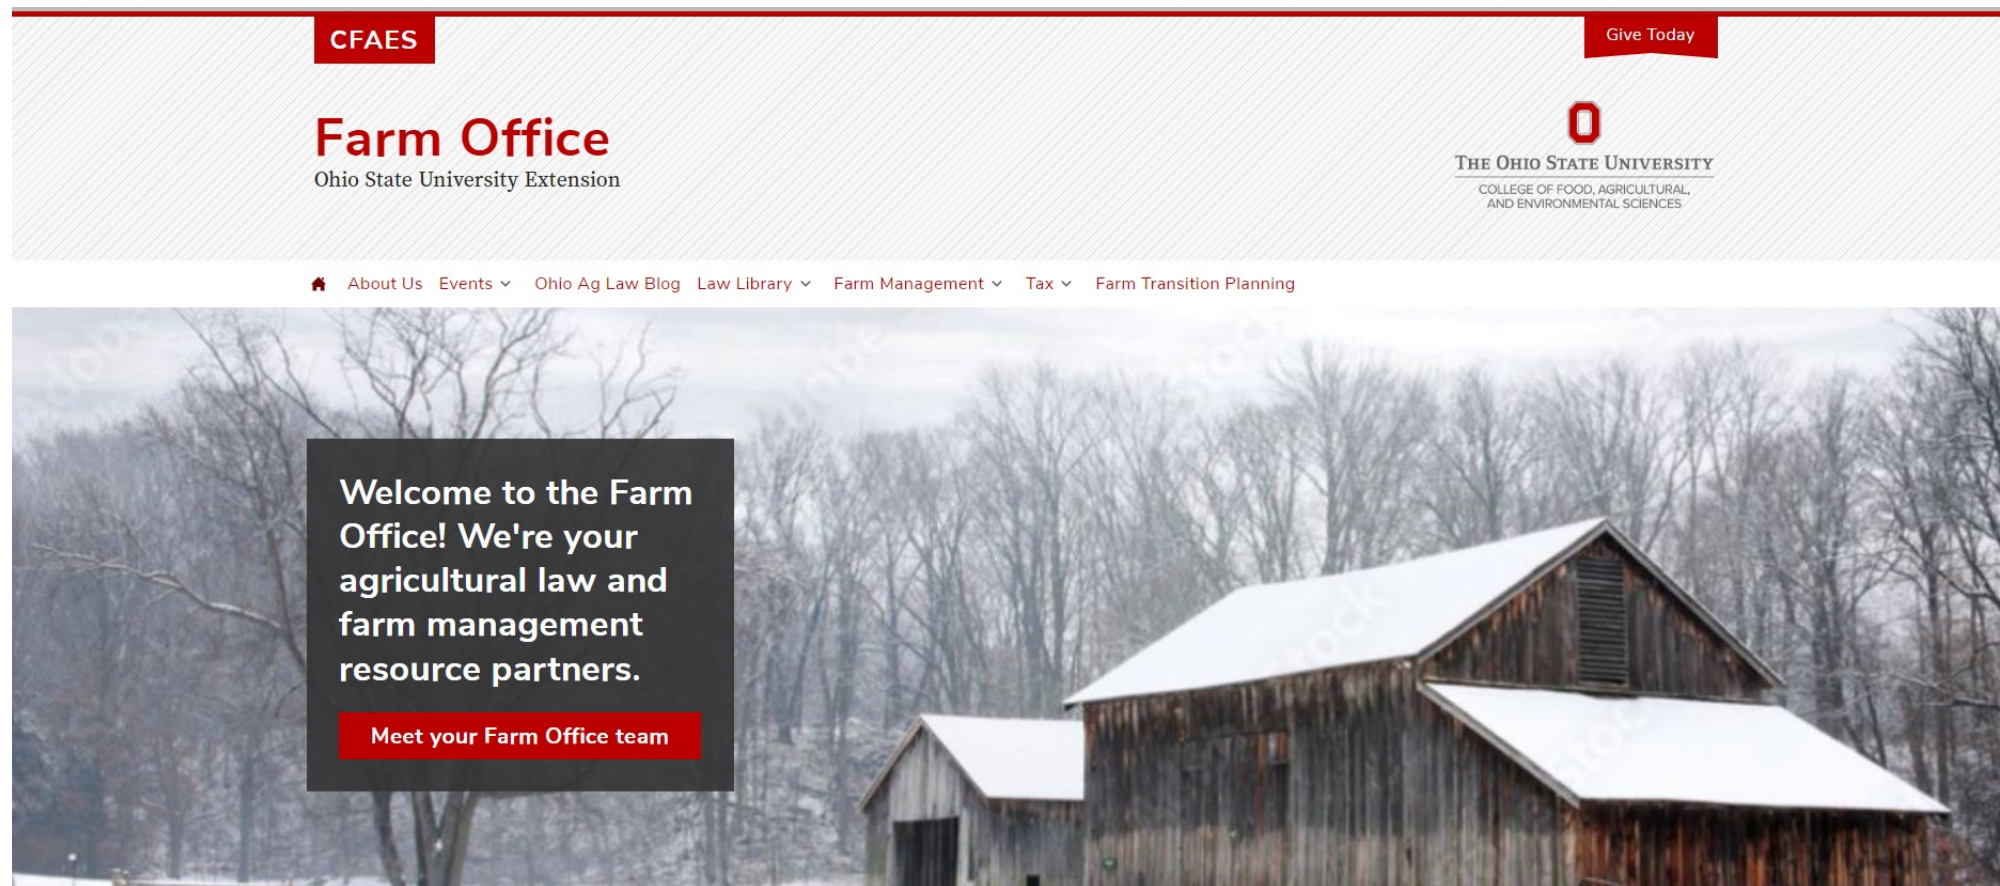 CFAES
Give Today
Farm Office
Ohio State University Extension
THE OHIO STATE UNIVERSITY
COLLEGE OF FOOD, AGRICULTURAL,
AND ENVIRONMENTAL SCIENCES
About Us Events Ohio Ag Law Blog Law Library Farm Management Tax Farm Transition Planning
Welcome to the Farm
Office! We're your
agricultural law and
farm management
resource partners.
Meet your Farm Office team